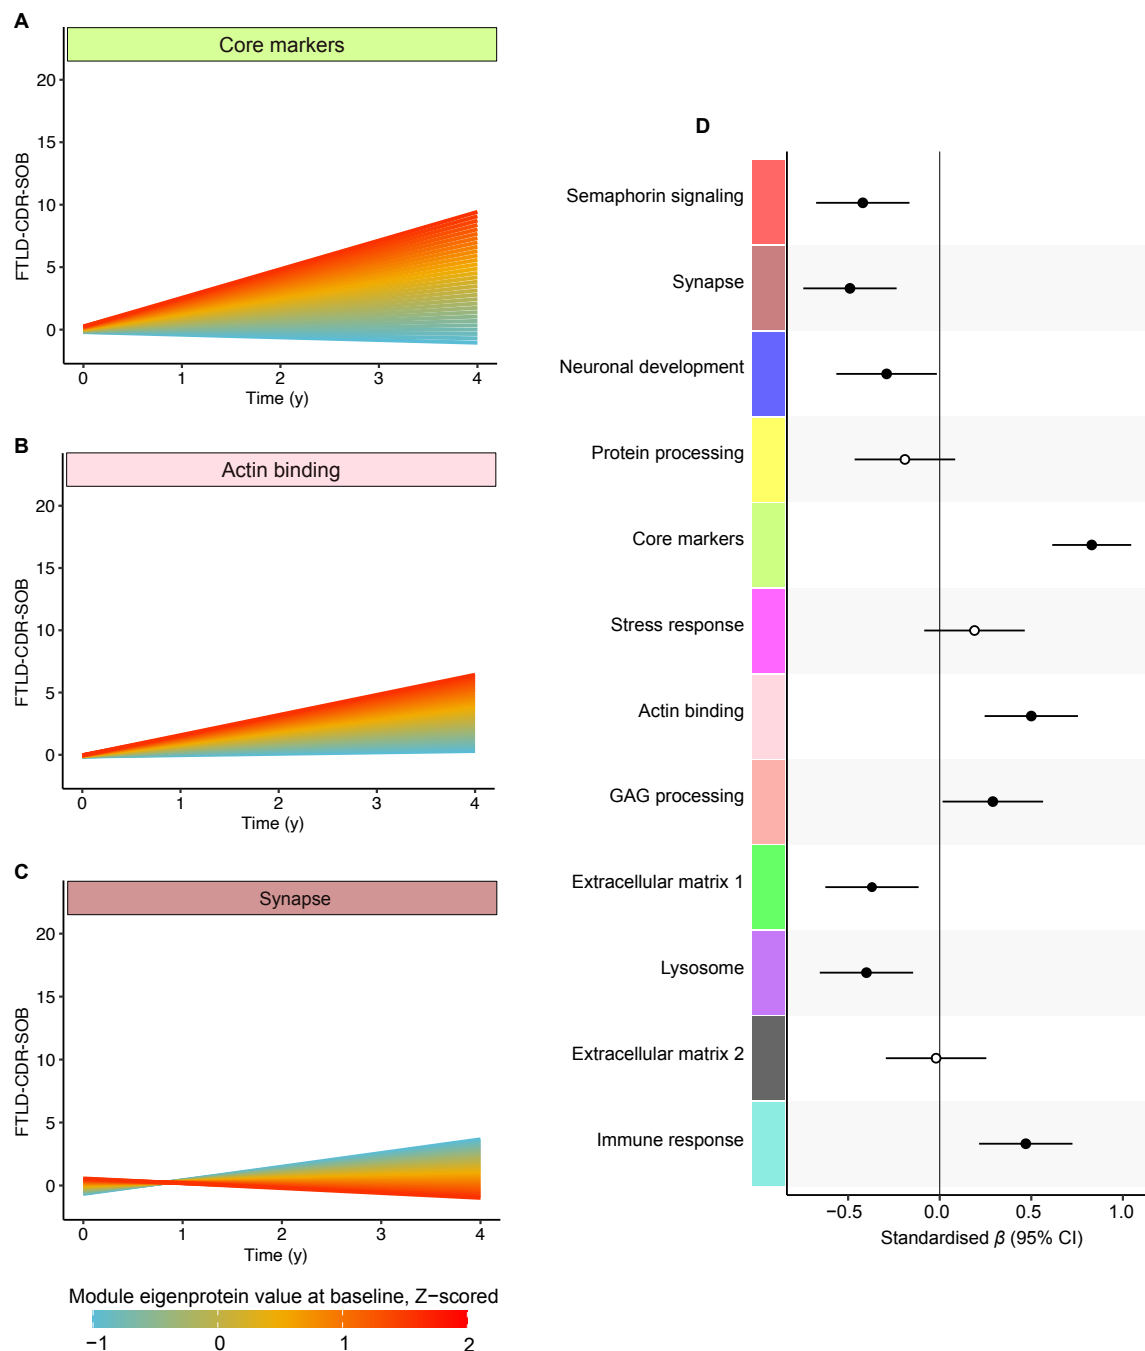 A
Core markers
20
15
10
5
0
FTLD-CDR-SOB
0 1 2 3 4
Time (y)
B
Actin binding
20
15
10
5
0
FTLD-CDR-SOB
0 1 2 3 4
Time (y)
C
Synapse
20
15
10
5
0
FTLD-CDR-SOB
0 1 2 3 4
Time (y)
Module eigenprotein value at baseline, Z−scored
−1 0 1 2
D
Semaphorin signaling
Synapse
Neuronal development
Protein processing
Core markers
Stress response
Actin binding
GAG processing
Extracellular matrix 1
Lysosome
Extracellular matrix 2
Immune response
−0.5 0.0 0.5 1.0
Standardised β (95% CI)